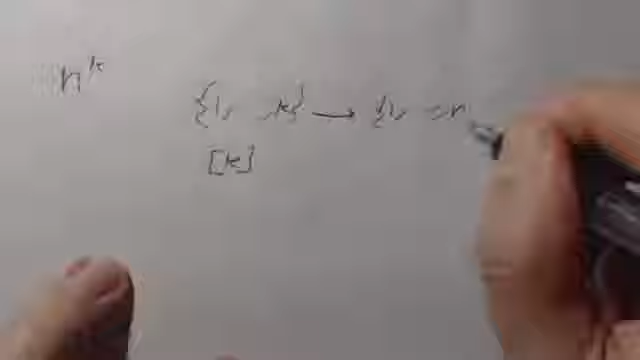 n^k
{1, ..., k} → {1, ..., n
[k]